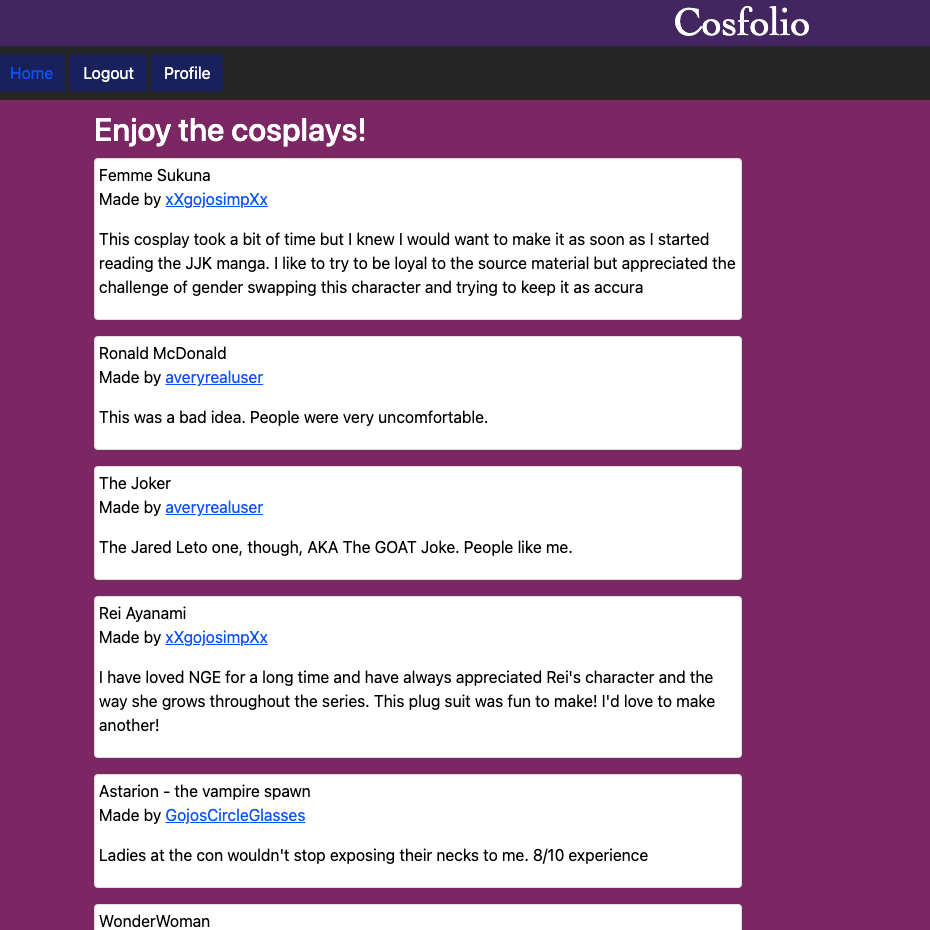 Cosfolio
Home Logout Profile
Enjoy the cosplays!
Femme Sukuna
Made by xXgojosimpXx
This cosplay took a bit of time but I knew I would want to make it as soon as I started
reading the JJK manga. I like to try to be loyal to the source material but appreciated the
challenge of gender swapping this character and trying to keep it as accura
Ronald McDonald
Made by averyrealuser
This was a bad idea. People were very uncomfortable.
The Joker
Made by averyrealuser
The Jared Leto one, though, AKA The GOAT Joke. People like me.
Rei Ayanami
Made by xXgojosimpXx
I have loved NGE for a long time and have always appreciated Rei's character and the
way she grows throughout the series. This plug suit was fun to make! I'd love to make
another!
Astarion - the vampire spawn
Made by GojosCircleGlasses
Ladies at the con wouldn't stop exposing their necks to me. 8/10 experience
WonderWoman